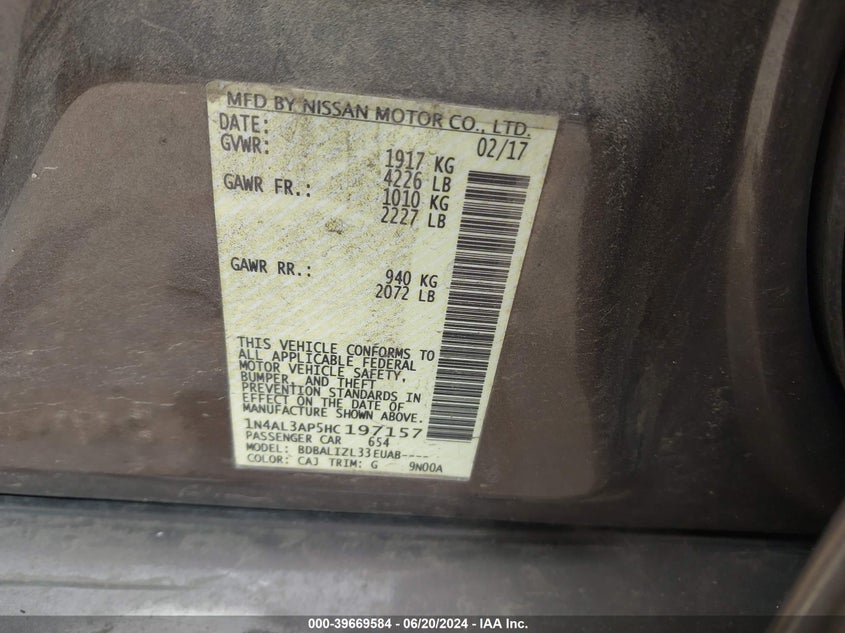 MFD BY NISSAN MOTOR CO., LTD.
DATE: 02/17
GVWR: 1917 KG
4226 LB
GAWR FR.: 1010 KG
2227 LB
GAWR RR.: 940 KG
2072 LB
THIS VEHICLE CONFORMS TO
ALL APPLICABLE FEDERAL
MOTOR VEHICLE SAFETY,
BUMPER, AND THEFT
PREVENTION STANDARDS IN
EFFECT ON THE DATE OF
MANUFACTURE SHOWN ABOVE.
1N4AL3AP5HC197157
PASSENGER CAR 654
MODEL: BDBALIZL33EUAB----
COLOR: CAJ TRIM: G 9N00A
000-39669584 / 06/20/2024 - IAA Inc.